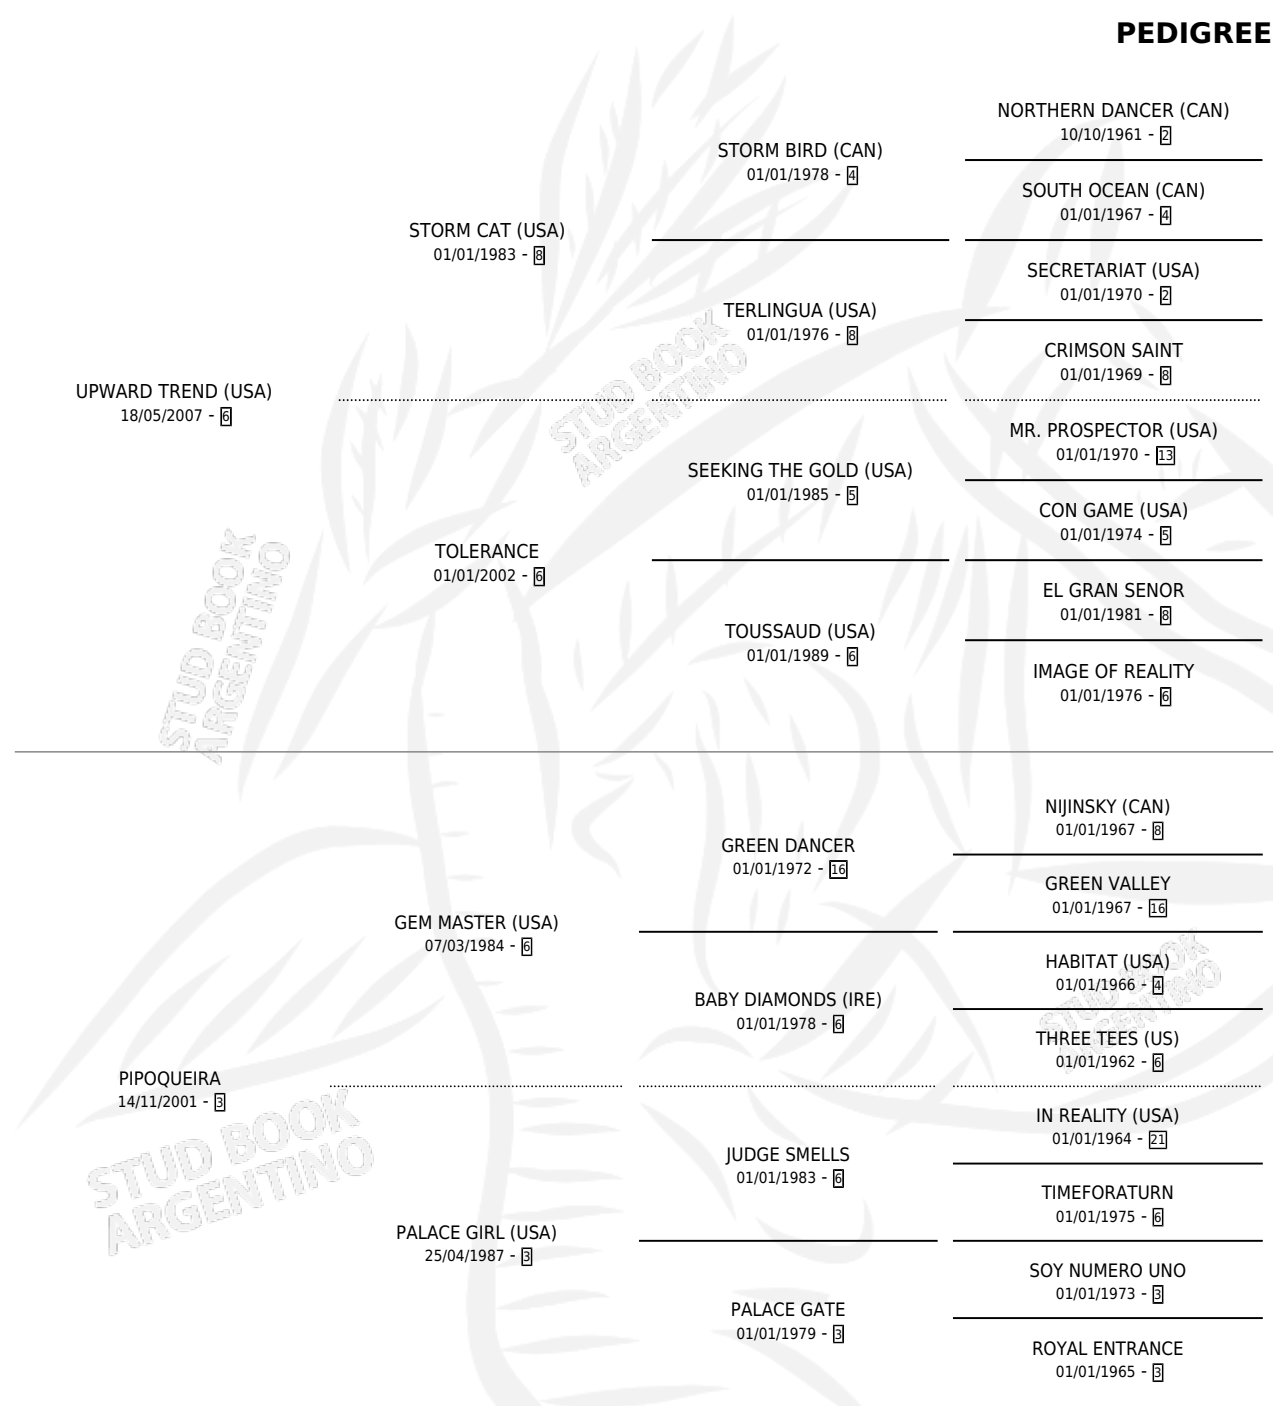 PEDIGREE
NORTHERN DANCER (CAN)
10/10/1961 - 2
STORM BIRD (CAN)
01/01/1978 - 4
SOUTH OCEAN (CAN)
01/01/1967 - 4
STORM CAT (USA)
01/01/1983 - 8
SECRETARIAT (USA)
01/01/1970 - 2
TERLINGUA (USA)
01/01/1976 - 8
CRIMSON SAINT
01/01/1969 - 8
UPWARD TREND (USA)
18/05/2007 - 6
MR. PROSPECTOR (USA)
01/01/1970 - 13
SEEKING THE GOLD (USA)
01/01/1985 - 5
CON GAME (USA)
01/01/1974 - 5
TOLERANCE
01/01/2002 - 6
EL GRAN SENOR
01/01/1981 - 8
TOUSSAUD (USA)
01/01/1989 - 6
IMAGE OF REALITY
01/01/1976 - 6
NIJINSKY (CAN)
01/01/1967 - 8
GREEN DANCER
01/01/1972 - 16
GREEN VALLEY
01/01/1967 - 16
GEM MASTER (USA)
07/03/1984 - 6
HABITAT (USA)
01/01/1966 - 4
BABY DIAMONDS (IRE)
01/01/1978 - 6
THREE TEES (US)
01/01/1962 - 6
PIPOQUEIRA
14/11/2001 - 3
IN REALITY (USA)
01/01/1964 - 21
JUDGE SMELLS
01/01/1983 - 6
TIMEFORATURN
01/01/1975 - 6
PALACE GIRL (USA)
25/04/1987 - 3
SOY NUMERO UNO
01/01/1973 - 3
PALACE GATE
01/01/1979 - 3
ROYAL ENTRANCE
01/01/1965 - 3
STUD BOOK
ARGENTINO
STUD BOOK
ARGENTINO
STUD BOOK
ARGENTINO
STUD BOOK
ARGENTINO